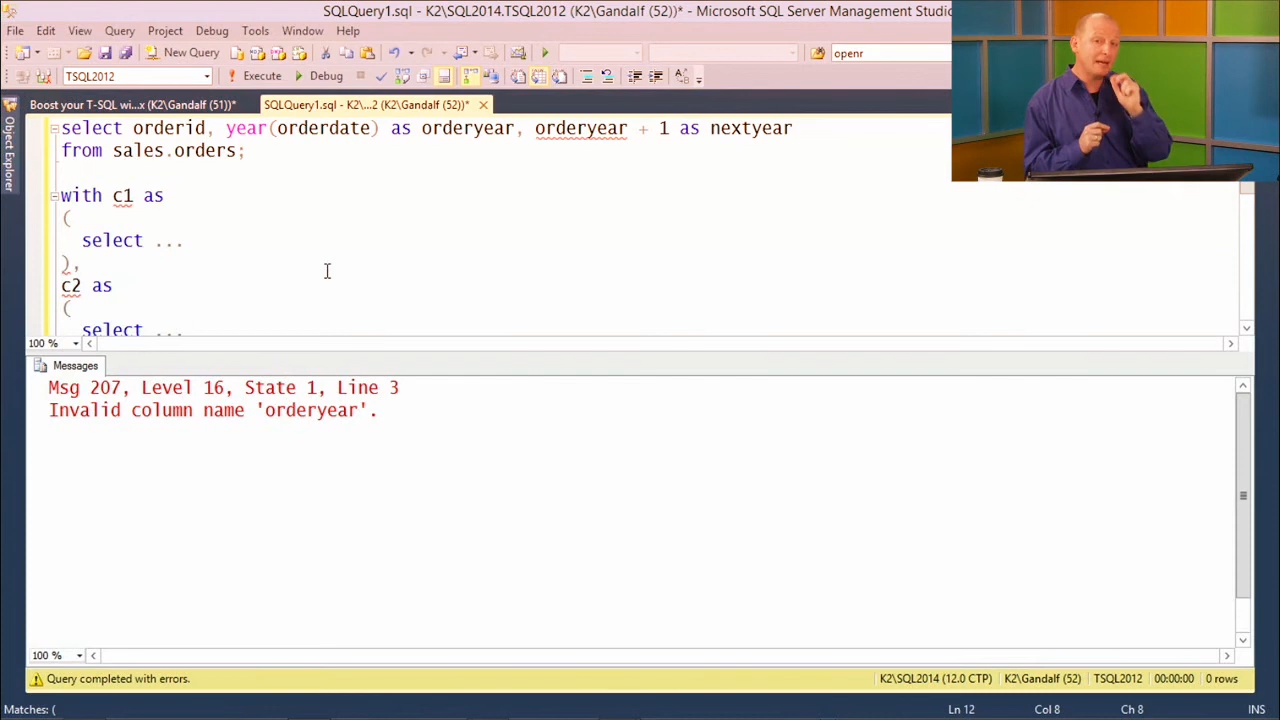 SQLQuery1.sql - K2\SQL2014.TSQL2012 (K2\Gandalf (52))* - Microsoft SQL Server Management Studio
File Edit View Query Project Debug Tools Window Help
New Query openr
TSQL2012 Execute Debug
Boost your T-SQL wi...x (K2\Gandalf (51))* SQLQuery1.sql - K2\...2 (K2\Gandalf (52))*
Object Explorer
select orderid, year(orderdate) as orderyear, orderyear + 1 as nextyear
from sales.orders;
with c1 as
(
select ...
),
c2 as
(
select ...
100 %
Messages
Msg 207, Level 16, State 1, Line 3
Invalid column name 'orderyear'.
100 %
Query completed with errors. K2\SQL2014 (12.0 CTP) K2\Gandalf (52) TSQL2012 00:00:00 0 rows
Matches: ( Ln 12 Col 8 Ch 8 INS